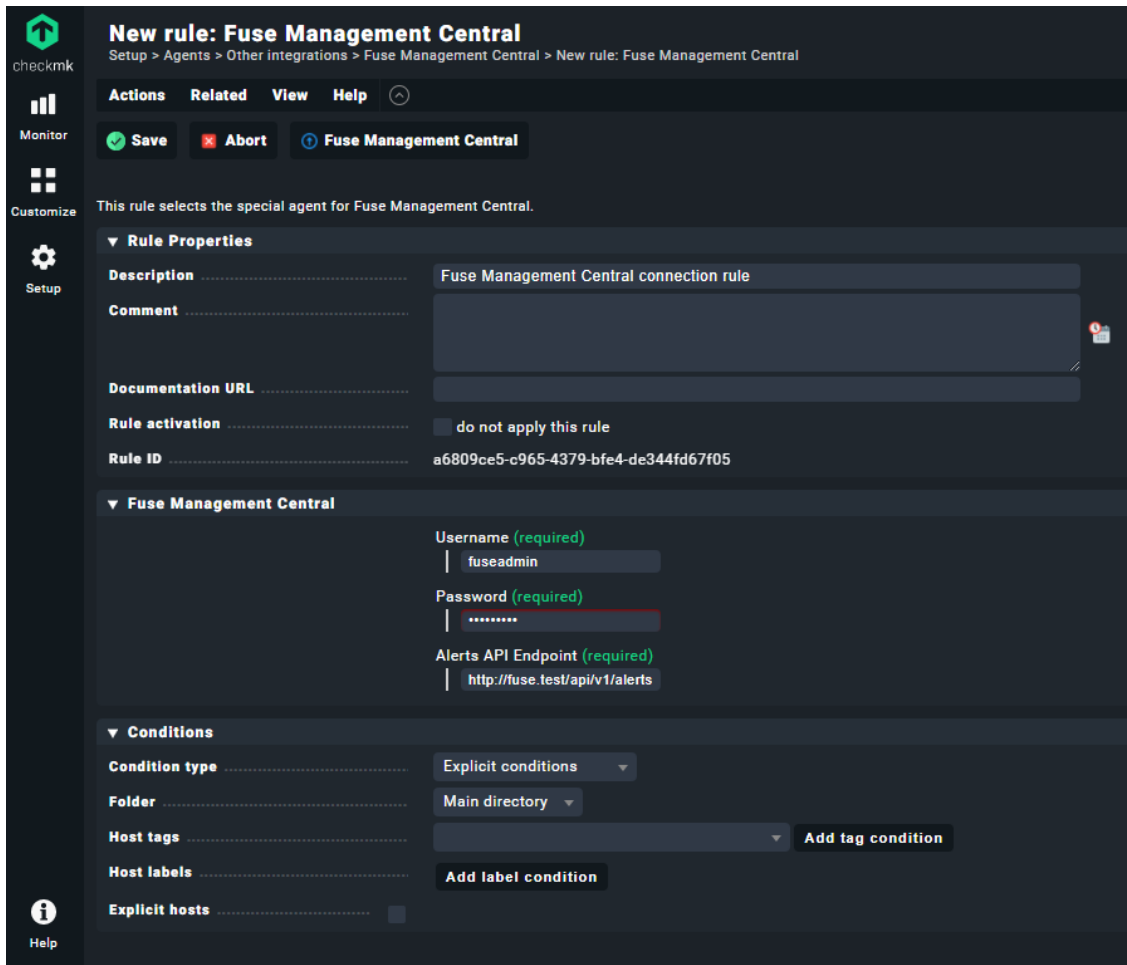 checkmk
Monitor
Customize
Setup
Help
New rule: Fuse Management Central
Setup > Agents > Other integrations > Fuse Management Central > New rule: Fuse Management Central
Actions Related View Help
Save Abort Fuse Management Central
This rule selects the special agent for Fuse Management Central.
Rule Properties
Description Fuse Management Central connection rule
Comment
Documentation URL
Rule activation do not apply this rule
Rule ID a6809ce5-c965-4379-bfe4-de344fd67f05
Fuse Management Central
Username (required)
fuseadmin
Password (required)
•••••••••
Alerts API Endpoint (required)
http://fuse.test/api/v1/alerts
Conditions
Condition type Explicit conditions
Folder Main directory
Host tags Add tag condition
Host labels Add label condition
Explicit hosts